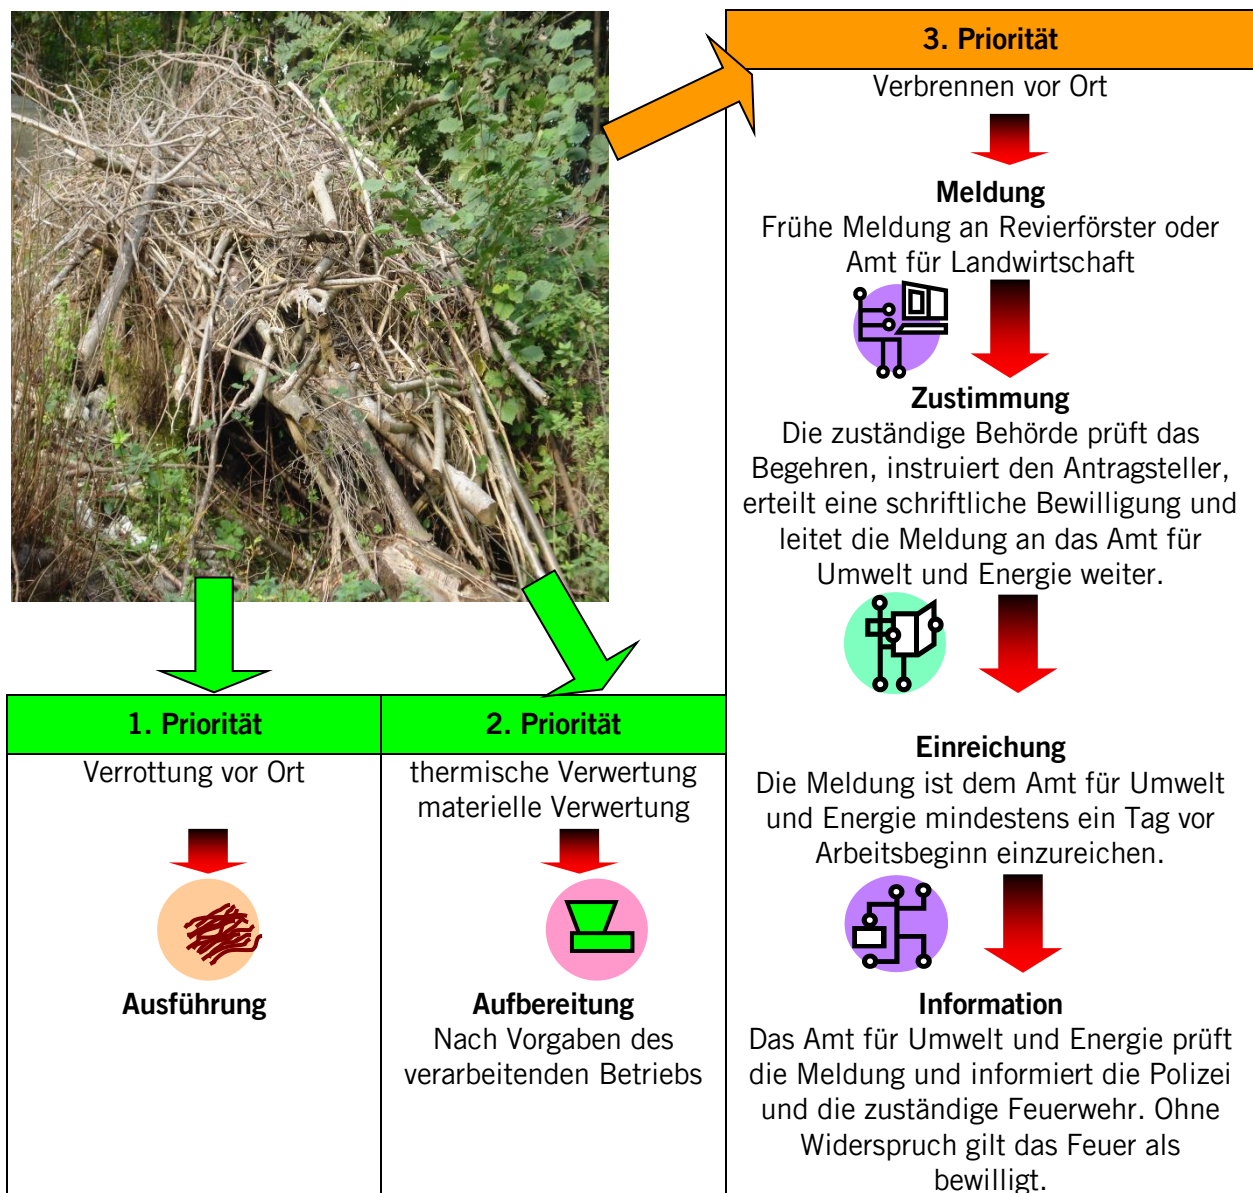 3. Priorität
Verbrennen vor Ort
Meldung
Frühe Meldung an Revierförster oder
Amt für Landwirtschaft
Zustimmung
Die zuständige Behörde prüft das
Begehren, instruiert den Antragsteller,
erteilt eine schriftliche Bewilligung und
leitet die Meldung an das Amt für
Umwelt und Energie weiter.
Einreichung
Die Meldung ist dem Amt für Umwelt
und Energie mindestens ein Tag vor
Arbeitsbeginn einzureichen.
Information
Das Amt für Umwelt und Energie prüft
die Meldung und informiert die Polizei
und die zuständige Feuerwehr. Ohne
Widerspruch gilt das Feuer als
bewilligt.
1. Priorität
Verrottung vor Ort
Ausführung
2. Priorität
thermische Verwertung
materielle Verwertung
Aufbereitung
Nach Vorgaben des
verarbeitenden Betriebs